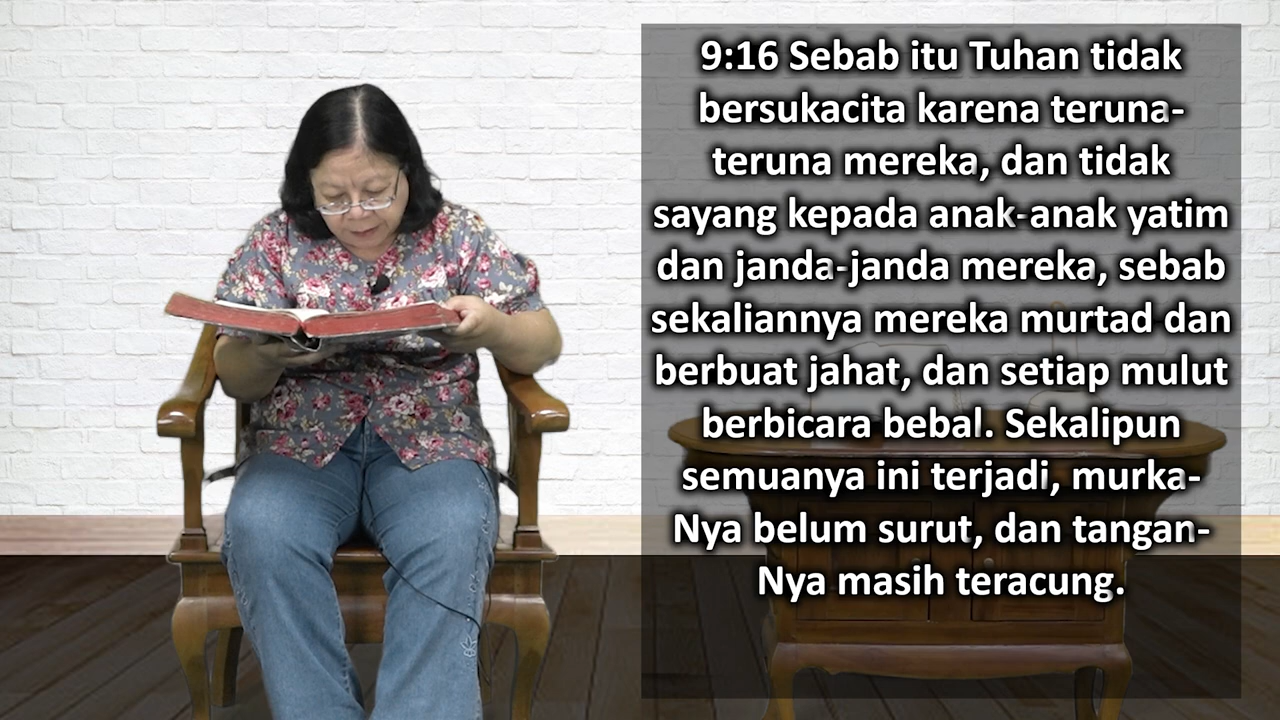 9:16 Sebab itu Tuhan tidak
bersukacita karena teruna-
teruna mereka, dan tidak
sayang kepada anak-anak yatim
dan janda-janda mereka, sebab
sekaliannya mereka murtad dan
berbuat jahat, dan setiap mulut
berbicara bebal. Sekalipun
semuanya ini terjadi, murka-
Nya belum surut, dan tangan-
Nya masih teracung.